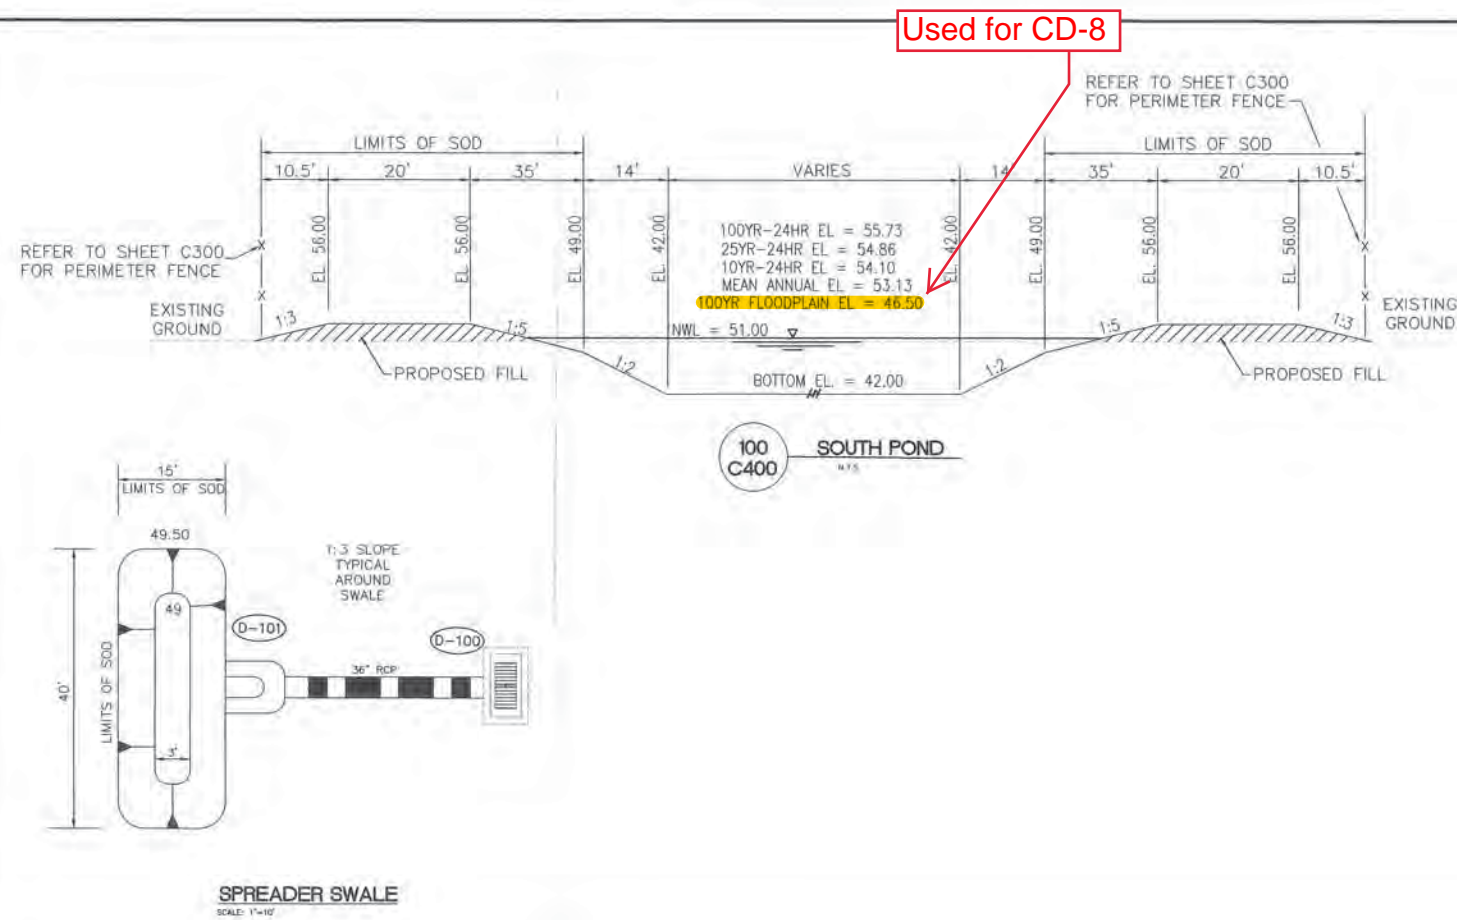 Used for CD-8
REFER TO SHEET C300
FOR PERIMETER FENCE
LIMITS OF SOD
LIMITS OF SOD
10.5' 20' 35' 14' VARIES 14' 35' 20' 10.5'
EL. 56.00
EL. 56.00
EL. 49.00
EL. 42.00
EL. 42.00
EL. 49.00
EL. 56.00
EL. 56.00
REFER TO SHEET C300
FOR PERIMETER FENCE
X
X
X
X
100YR-24HR EL = 55.73
25YR-24HR EL = 54.86
10YR-24HR EL = 54.10
MEAN ANNUAL EL = 53.13
100YR FLOODPLAIN EL = 46.50
EXISTING
GROUND
EXISTING
GROUND
1:3
1:5
NWL = 51.00
1:5
1:3
PROPOSED FILL
1:2
BOTTOM EL. = 42.00
1:2
PROPOSED FILL
100
C400
SOUTH POND
N.T.S.
15'
LIMITS OF SOD
49.50
1:3 SLOPE
TYPICAL
AROUND
SWALE
49
D-101
D-100
36" RCP
40'
LIMITS OF SOD
3'
SPREADER SWALE
SCALE: 1"=10'